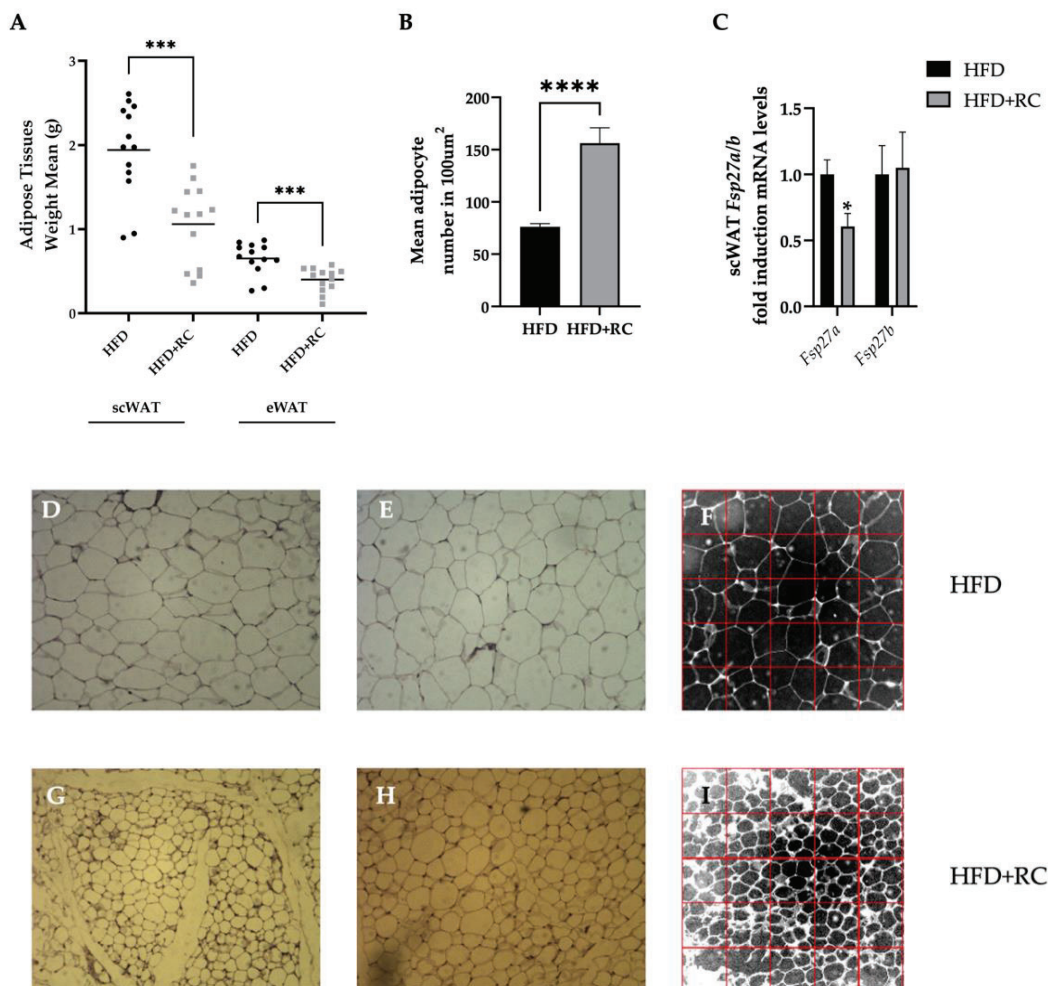 A
Adipose Tissues
Weight Mean (g)
3
2
1
0
***
***
HFD
HFD+RC
HFD
HFD+RC
scWAT
eWAT
B
Mean adipocyte
number in 100um²
200
150
100
50
0
****
HFD
HFD+RC
C
HFD
HFD+RC
scWAT Fsp27a/b
fold induction mRNA levels
1.5
1.0
0.5
0.0
*
Fsp27a
Fsp27b
D
E
F
HFD
G
H
I
HFD+RC